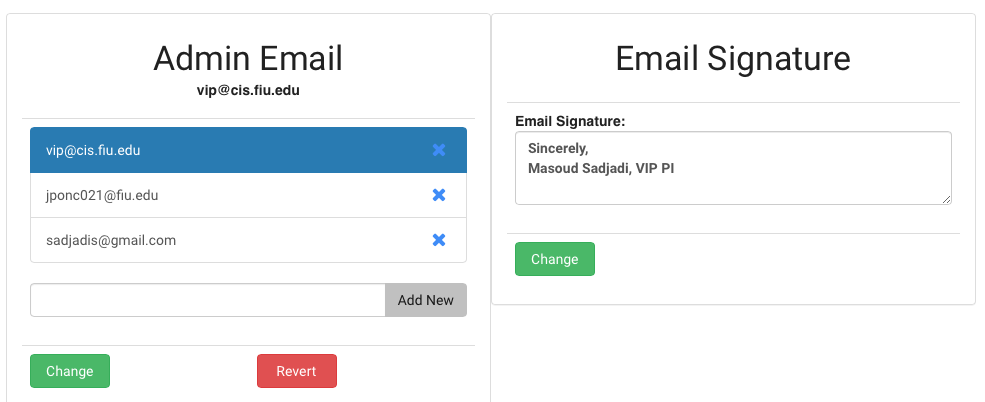 Admin Email
vip@cis.fiu.edu
vip@cis.fiu.edu
jponc021@fiu.edu
sadjadis@gmail.com
Add New
Change
Revert
Email Signature
Email Signature:
Sincerely,
Masoud Sadjadi, VIP PI
Change